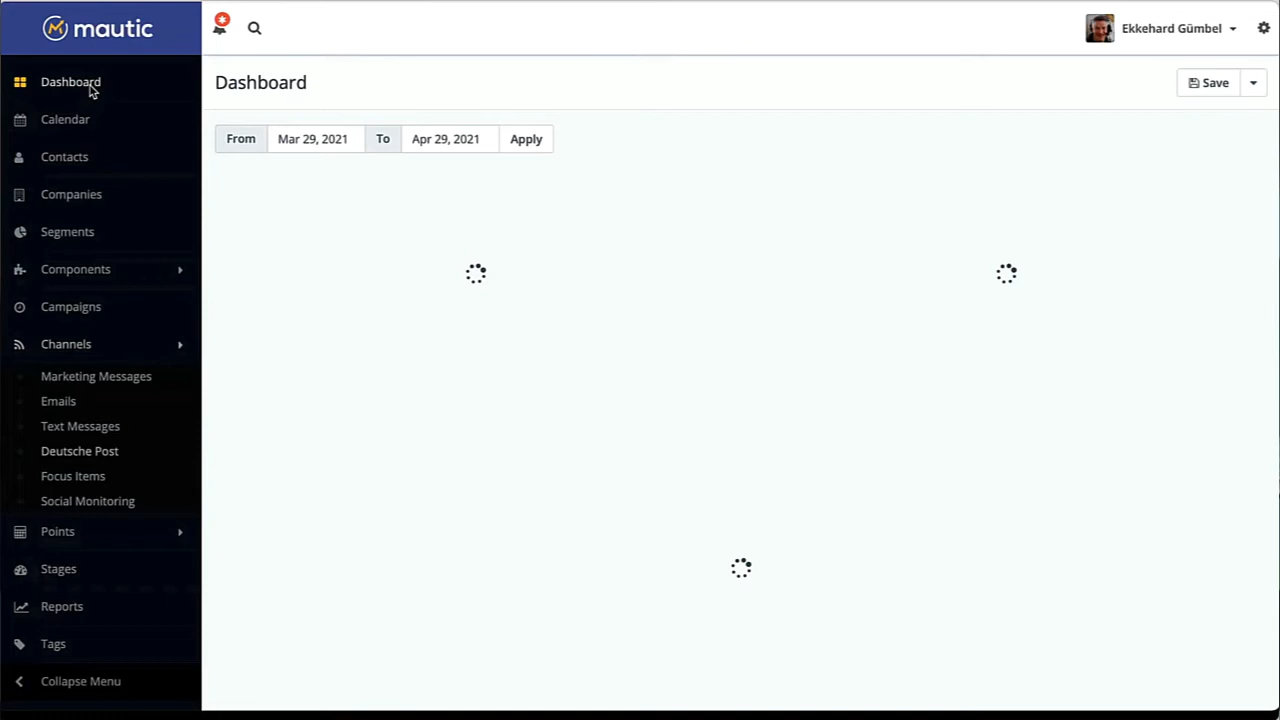 mautic
Ekkehard Gümbel
Dashboard
Calendar
Contacts
Companies
Segments
Components
Campaigns
Channels
Marketing Messages
Emails
Text Messages
Deutsche Post
Focus Items
Social Monitoring
Points
Stages
Reports
Tags
Collapse Menu
Dashboard
Save
From Mar 29, 2021 To Apr 29, 2021 Apply